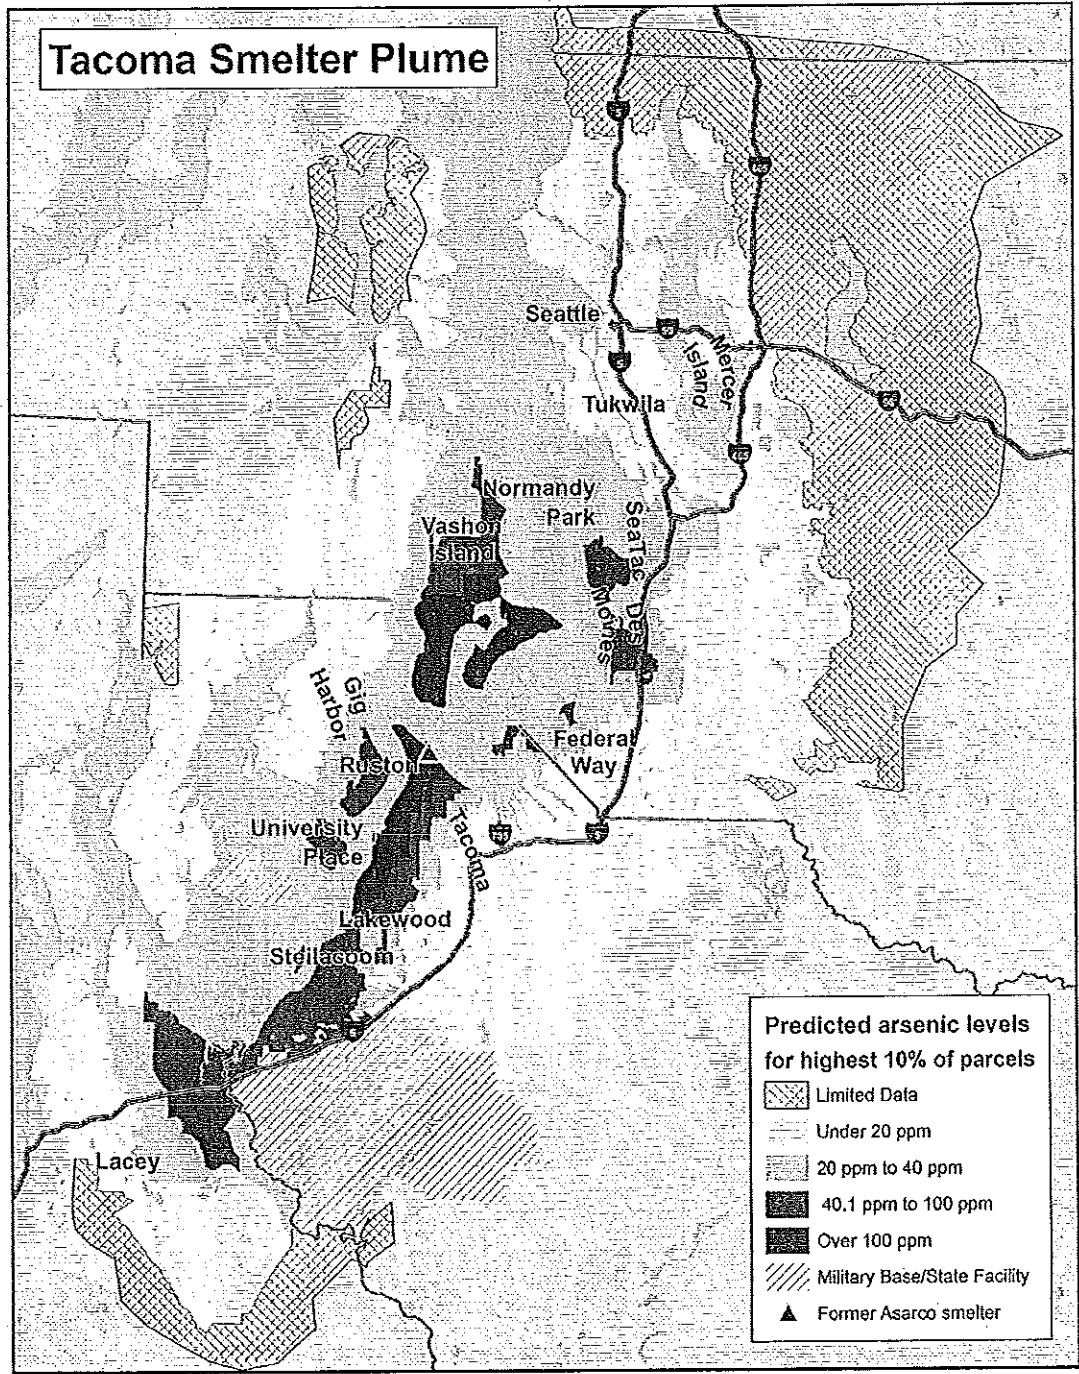 Tacoma Smelter Plume
Seattle
Mercer
Island
Tukwila
Normandy
Park
SeaTac
Vashon
Island
Des
Moines
Gig
Harbor
Federal
Way
Ruston
University
Place
Tacoma
Lakewood
Steilacoom
Lacey
Predicted arsenic levels
for highest 10% of parcels
Limited Data
Under 20 ppm
20 ppm to 40 ppm
40.1 ppm to 100 ppm
Over 100 ppm
Military Base/State Facility
Former Asarco smelter